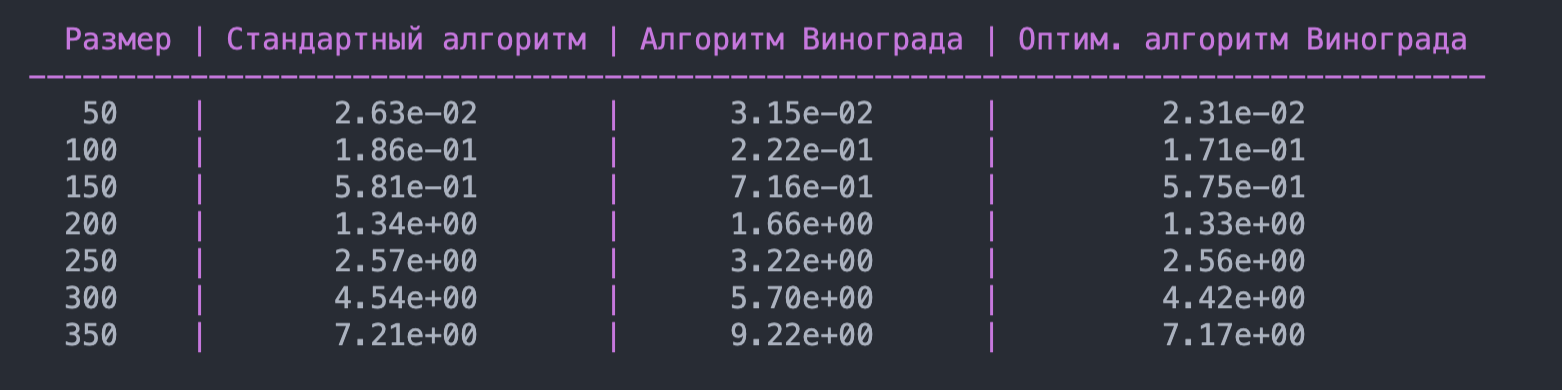 Размер | Стандартный алгоритм | Алгоритм Винограда | Оптим. алгоритм Винограда
---------------------------------------------------------------------------------
50 | 2.63e-02 | 3.15e-02 | 2.31e-02
100 | 1.86e-01 | 2.22e-01 | 1.71e-01
150 | 5.81e-01 | 7.16e-01 | 5.75e-01
200 | 1.34e+00 | 1.66e+00 | 1.33e+00
250 | 2.57e+00 | 3.22e+00 | 2.56e+00
300 | 4.54e+00 | 5.70e+00 | 4.42e+00
350 | 7.21e+00 | 9.22e+00 | 7.17e+00